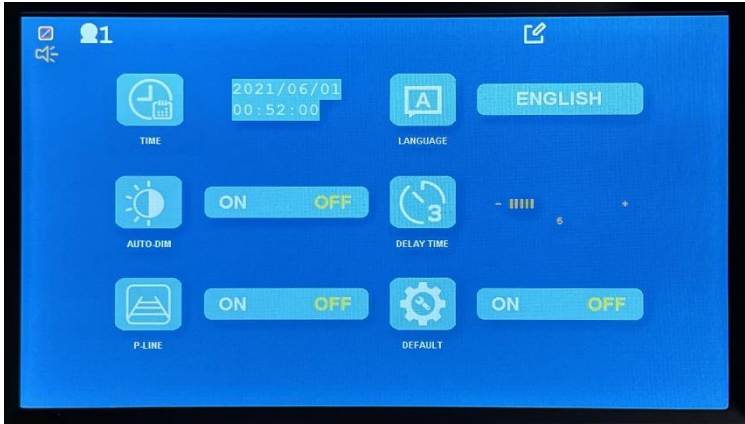 1
2021/06/01
00:52:00
TIME
A
LANGUAGE
ENGLISH
AUTO-DIM
ON OFF
3
DELAY TIME
- +
6
P-LINE
ON OFF
DEFAULT
ON OFF